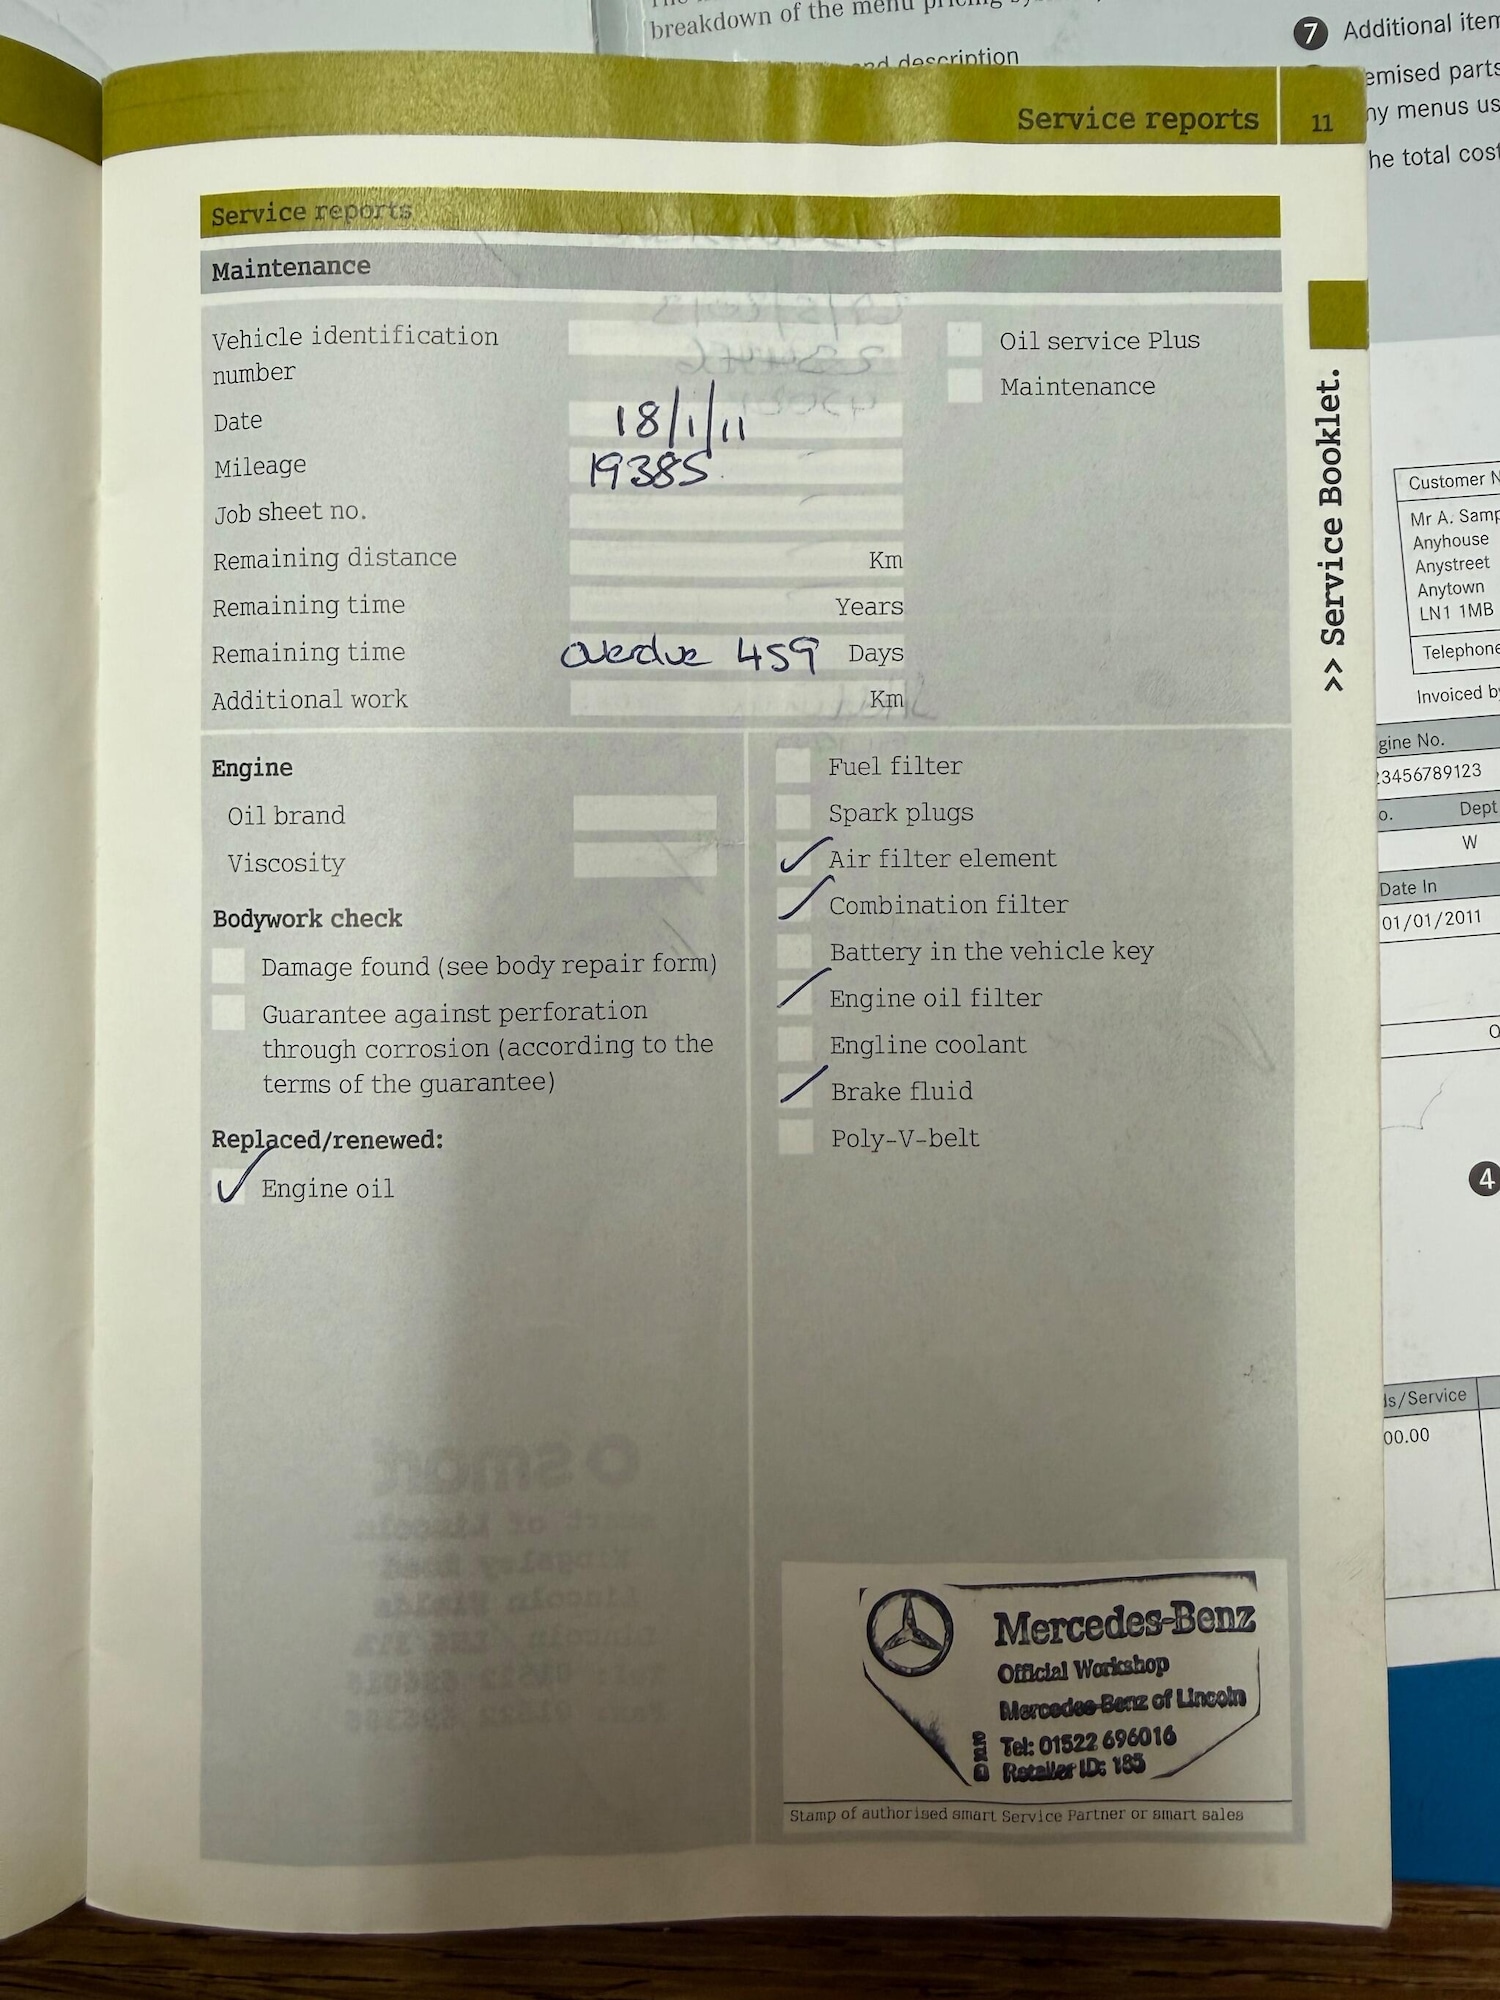 breakdown of the menu pricing
and description
7 Additional item
emised parts
ny menus us
he total cost
Service reports 11
Service reports
Maintenance
Vehicle identification
number
Date 18/1/11
Mileage 19385
Job sheet no.
Remaining distance Km
Remaining time Years
Remaining time overdue 459 Days
Additional work Km
Oil service Plus
Maintenance
Engine
Oil brand
Viscosity
Bodywork check
Damage found (see body repair form)
Guarantee against perforation
through corrosion (according to the
terms of the guarantee)
Replaced/renewed:
Engine oil
Fuel filter
Spark plugs
Air filter element
Combination filter
Battery in the vehicle key
Engine oil filter
Engline coolant
Brake fluid
Poly-V-belt
Mercedes-Benz
Official Workshop
Mercedes-Benz of Lincoln
Tel: 01522 696016
Retailer ID: 185
Stamp of authorised smart Service Partner or smart sales
>> Service Booklet.
Customer N
Mr A. Samp
Anyhouse
Anystreet
Anytown
LN1 1MB
Telephone
Invoiced by
gine No.
23456789123
o. Dept
W
Date In
01/01/2011
O
4
ls/Service
00.00